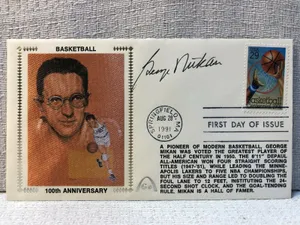 BASKETBALL
100TH ANNIVERSARY
George Mikan
SPRINGFIELD, MA
AUG 28
1991
01101
29
Basketball
FIRST DAY OF ISSUE
A PIONEER OF MODERN BASKETBALL, GEORGE
MIKAN WAS VOTED THE GREATEST PLAYER OF
THE HALF CENTURY IN 1950. THE 6'11" DEPAUL
ALL-AMERICAN WON FOUR STRAIGHT SCORING
TITLES (1947-'51), WHILE LEADING THE MINNE-
APOLIS LAKERS TO FIVE NBA CHAMPIONSHIPS,
BUT HIS SIZE AND RANGE LED TO DOUBLING THE
FOUL LANE TO 12 FEET, INSTITUTING THE 24-
SECOND SHOT CLOCK, AND THE GOAL-TENDING
RULE. MIKAN IS A HALL OF FAMER.